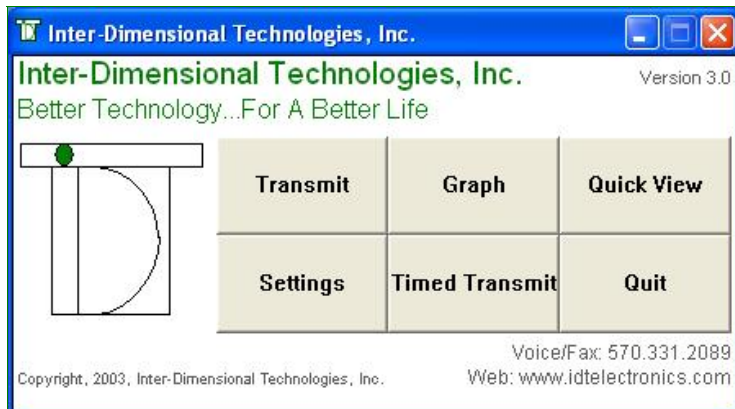 Inter-Dimensional Technologies, Inc.
Inter-Dimensional Technologies, Inc.
Version 3.0
Better Technology...For A Better Life
Transmit
Graph
Quick View
Settings
Timed Transmit
Quit
Voice/Fax: 570.331.2089
Copyright, 2003, Inter-Dimensional Technologies, Inc.
Web: www.idtelectronics.com